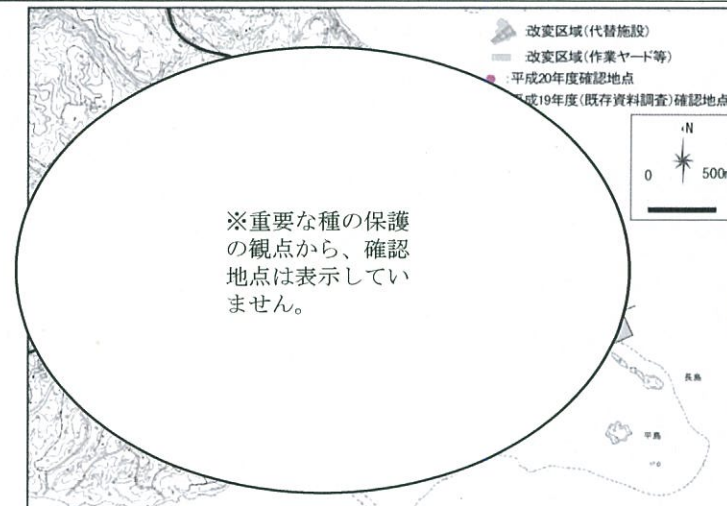 改変区域(代替施設)
改変区域(作業ヤード等)
:平成20年度確認地点
平成19年度(既存資料調査)確認地点
N
0 500m
※重要な種の保護
の観点から、確認
地点は表示してい
ません。
長島
平島